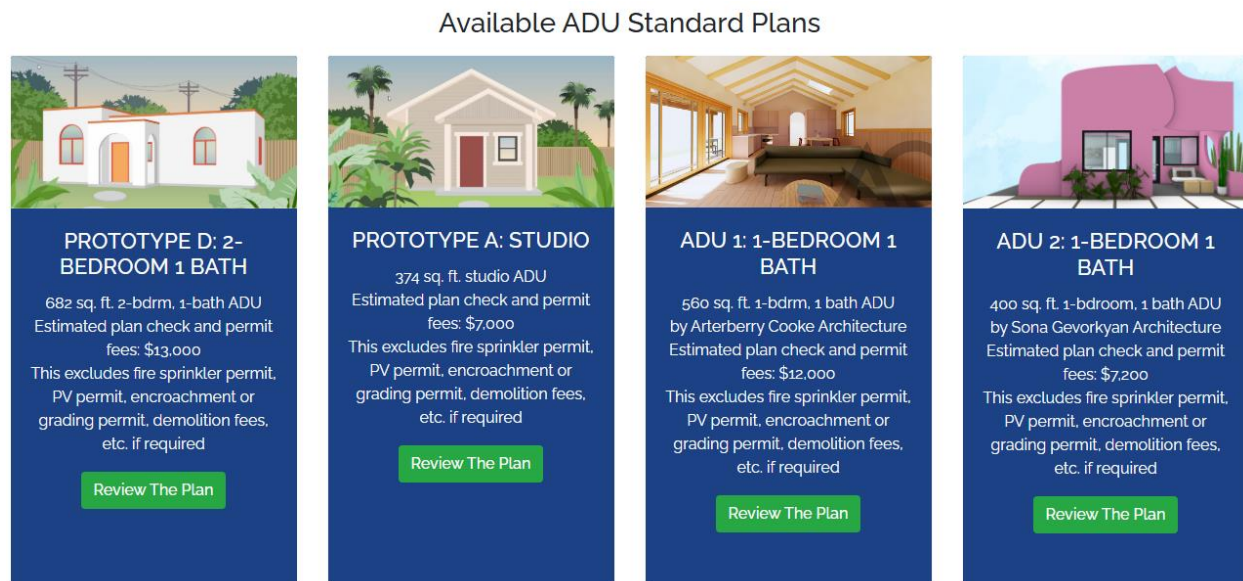 Available ADU Standard Plans
PROTOTYPE D: 2-
BEDROOM 1 BATH
682 sq. ft. 2-bdrm, 1-bath ADU
Estimated plan check and permit
fees: $13,000
This excludes fire sprinkler permit,
PV permit, encroachment or
grading permit, demolition fees,
etc. if required
Review The Plan
PROTOTYPE A: STUDIO
374 sq. ft. studio ADU
Estimated plan check and permit
fees: $7,000
This excludes fire sprinkler permit,
PV permit, encroachment or
grading permit, demolition fees,
etc. if required
Review The Plan
ADU 1: 1-BEDROOM 1
BATH
560 sq. ft. 1-bdrm, 1 bath ADU
by Arterberry Cooke Architecture
Estimated plan check and permit
fees: $12,000
This excludes fire sprinkler permit,
PV permit, encroachment or
grading permit, demolition fees,
etc. if required
Review The Plan
ADU 2: 1-BEDROOM 1
BATH
400 sq. ft. 1-bdroom, 1 bath ADU
by Sona Gevorkyan Architecture
Estimated plan check and permit
fees: $7,200
This excludes fire sprinkler permit,
PV permit, encroachment or
grading permit, demolition fees,
etc. if required
Review The Plan